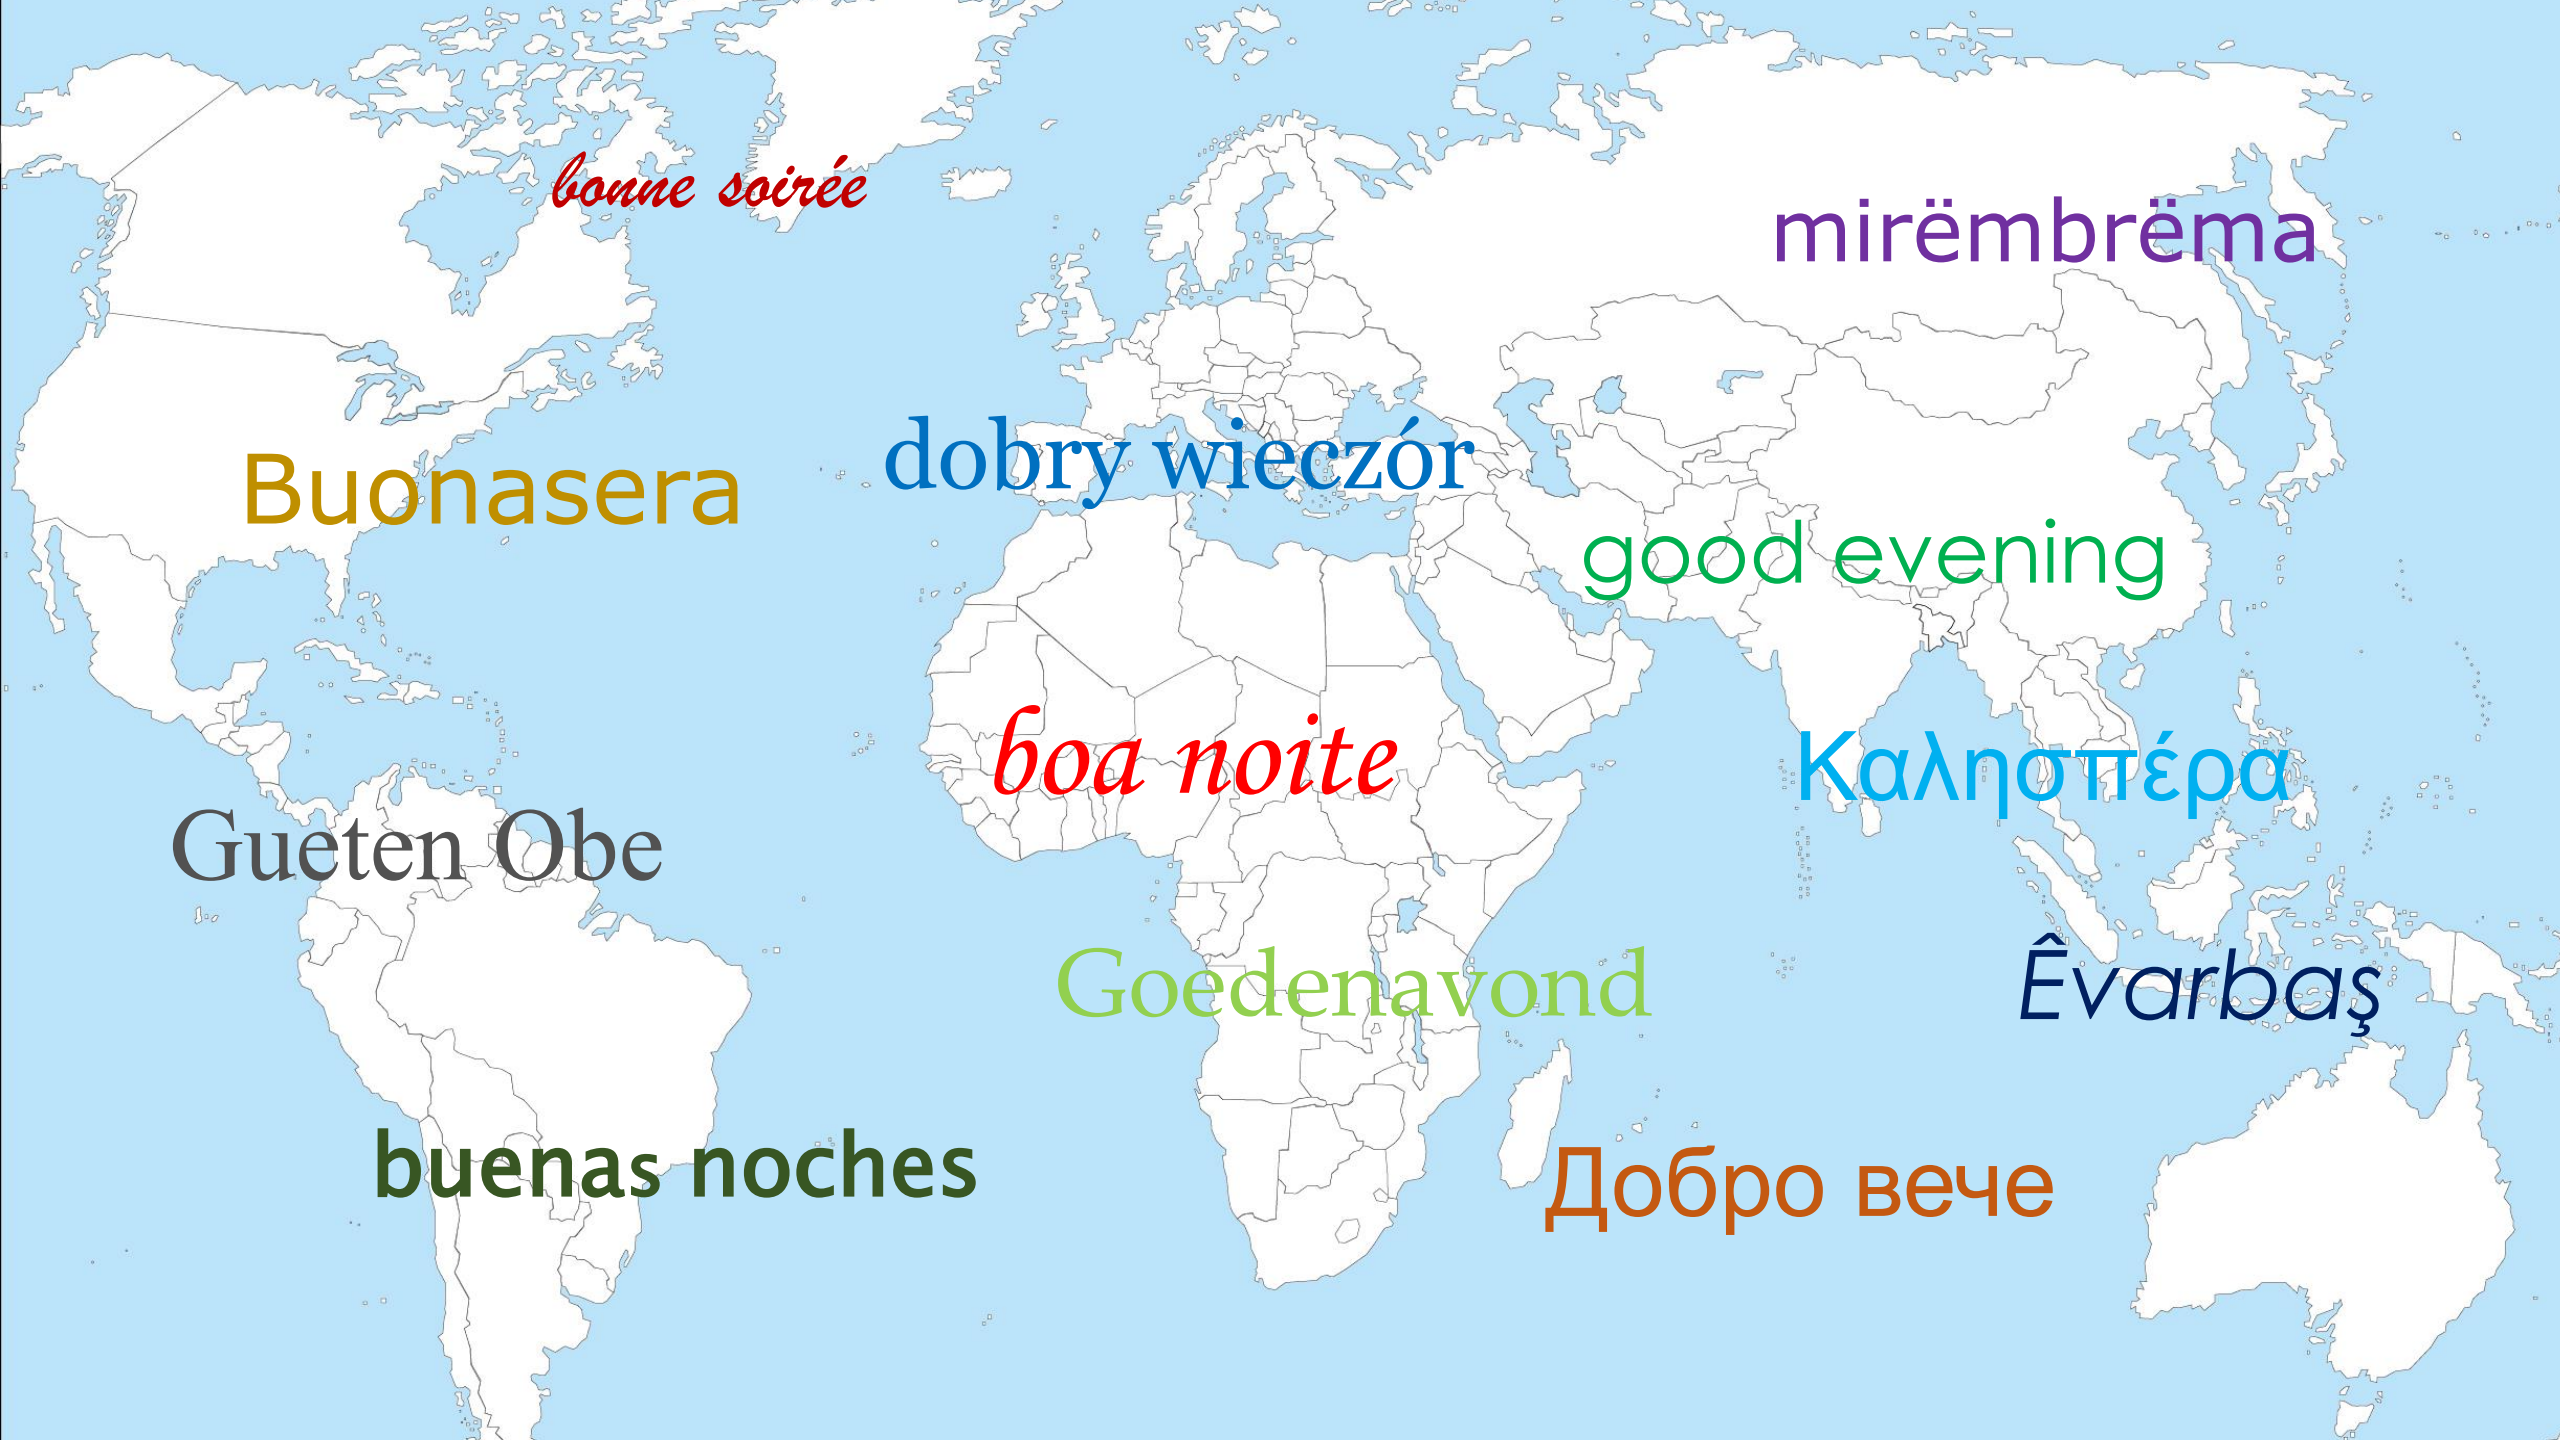 bonne soirée
mirëmbrëma
dobry wieczór
Buonasera
good evening
boa noite
Καλησπέρα
Gueten Obe
Goedenavond
Êvarbaş
buenas noches
Добро вече